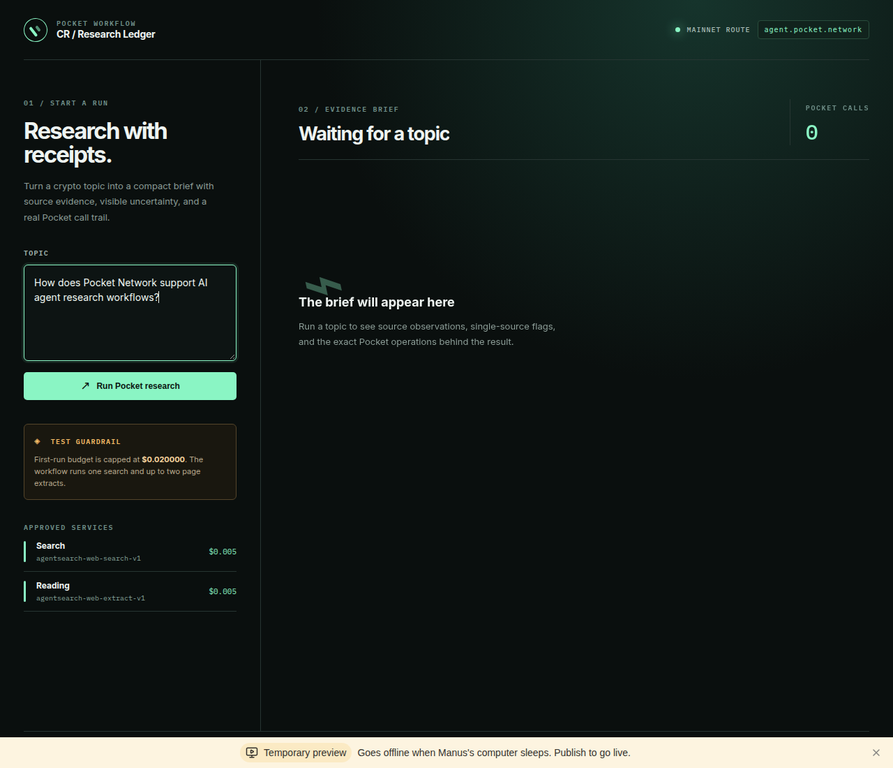 POCKET WORKFLOW
CR / Research Ledger
MAINNET ROUTE
agent.pocket.network
01 / START A RUN
Research with
receipts.
Turn a crypto topic into a compact brief with
source evidence, visible uncertainty, and a
real Pocket call trail.
TOPIC
How does Pocket Network support AI
agent research workflows?
↗ Run Pocket research
TEST GUARDRAIL
First-run budget is capped at $0.020000. The
workflow runs one search and up to two page
extracts.
APPROVED SERVICES
Search
agentsearch-web-search-v1
$0.005
Reading
agentsearch-web-extract-v1
$0.005
02 / EVIDENCE BRIEF
Waiting for a topic
POCKET CALLS
0
The brief will appear here
Run a topic to see source observations, single-source flags,
and the exact Pocket operations behind the result.
Temporary preview Goes offline when Manus's computer sleeps. Publish to go live.